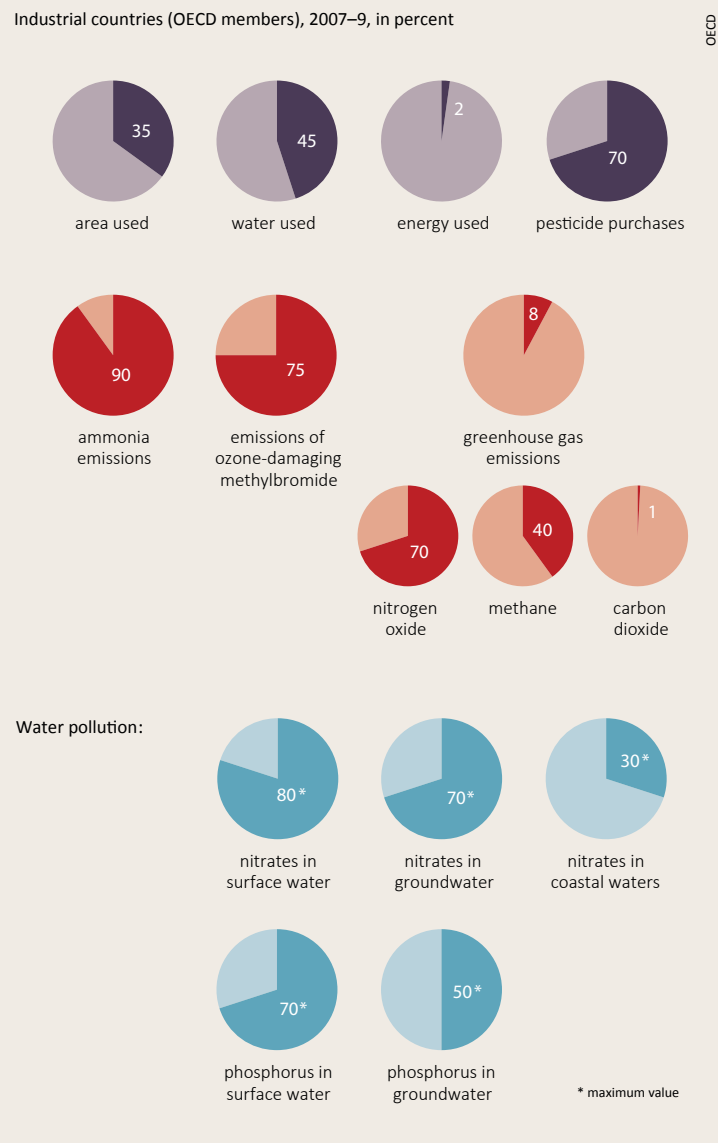 Industrial countries (OECD members), 2007–9, in percent
OECD
35
45
2
70
area used
water used
energy used
pesticide purchases
90
75
8
ammonia
emissions
emissions of
ozone-damaging
methylbromide
greenhouse gas
emissions
70
40
1
nitrogen
oxide
methane
carbon
dioxide
Water pollution:
80*
70*
30*
nitrates in
surface water
nitrates in
groundwater
nitrates in
coastal waters
70*
50*
phosphorus in
surface water
phosphorus in
groundwater
* maximum value